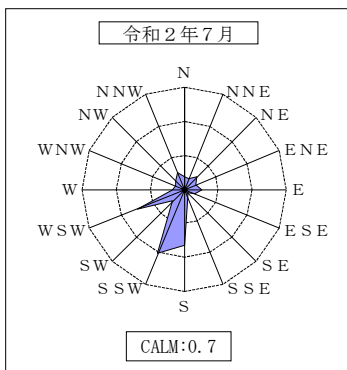 令和２年７月
N
ＮＮＷ ＮＮＥ
ＮＷ ＮＥ
ＷＮＷ ＥＮＥ
Ｗ Ｅ
ＷＳＷ ＥＳＥ
ＳＷ ＳＥ
ＳＳＷ ＳＳＥ
Ｓ
CALM:0.7